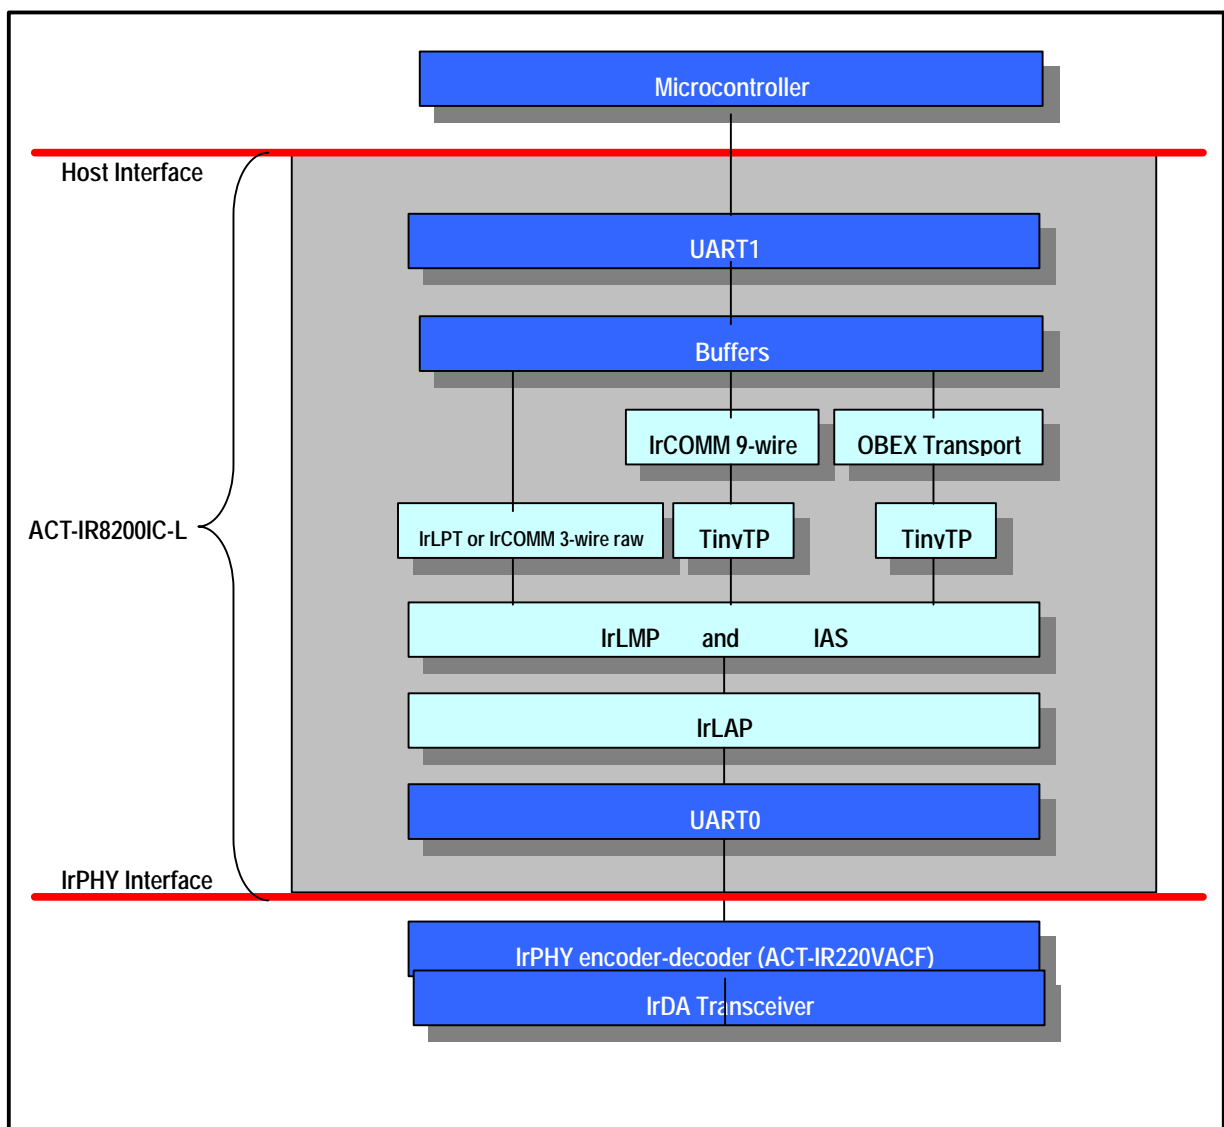 Microcontroller
Host Interface
UART1
Buffers
IrCOMM 9-wire
OBEX Transport
ACT-IR8200IC-L
IrLPT or IrCOMM 3-wire raw
TinyTP
TinyTP
IrLMP and IAS
IrLAP
UART0
IrPHY Interface
IrPHY encoder-decoder (ACT-IR220VACF)
IrDA Transceiver